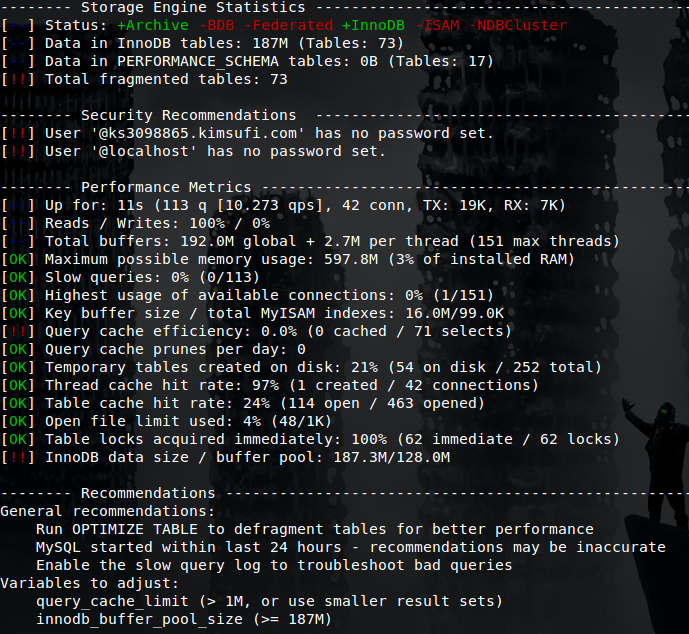 -------- Storage Engine Statistics -------------------------------------------
[--] Status: +Archive -BDB -Federated +InnoDB -ISAM -NDBCluster
[--] Data in InnoDB tables: 187M (Tables: 73)
[--] Data in PERFORMANCE_SCHEMA tables: 0B (Tables: 17)
[!!] Total fragmented tables: 73
-------- Security Recommendations  -------------------------------------------
[!!] User '@ks3098865.kimsufi.com' has no password set.
[!!] User '@localhost' has no password set.
-------- Performance Metrics -------------------------------------------------
[--] Up for: 11s (113 q [10.273 qps], 42 conn, TX: 19K, RX: 7K)
[--] Reads / Writes: 100% / 0%
[--] Total buffers: 192.0M global + 2.7M per thread (151 max threads)
[OK] Maximum possible memory usage: 597.8M (3% of installed RAM)
[OK] Slow queries: 0% (0/113)
[OK] Highest usage of available connections: 0% (1/151)
[OK] Key buffer size / total MyISAM indexes: 16.0M/99.0K
[!!] Query cache efficiency: 0.0% (0 cached / 71 selects)
[OK] Query cache prunes per day: 0
[OK] Temporary tables created on disk: 21% (54 on disk / 252 total)
[OK] Thread cache hit rate: 97% (1 created / 42 connections)
[OK] Table cache hit rate: 24% (114 open / 463 opened)
[OK] Open file limit used: 4% (48/1K)
[OK] Table locks acquired immediately: 100% (62 immediate / 62 locks)
[!!] InnoDB data size / buffer pool: 187.3M/128.0M
-------- Recommendations -----------------------------------------------------
General recommendations:
    Run OPTIMIZE TABLE to defragment tables for better performance
    MySQL started within last 24 hours - recommendations may be inaccurate
    Enable the slow query log to troubleshoot bad queries
Variables to adjust:
    query_cache_limit (> 1M, or use smaller result sets)
    innodb_buffer_pool_size (>= 187M)